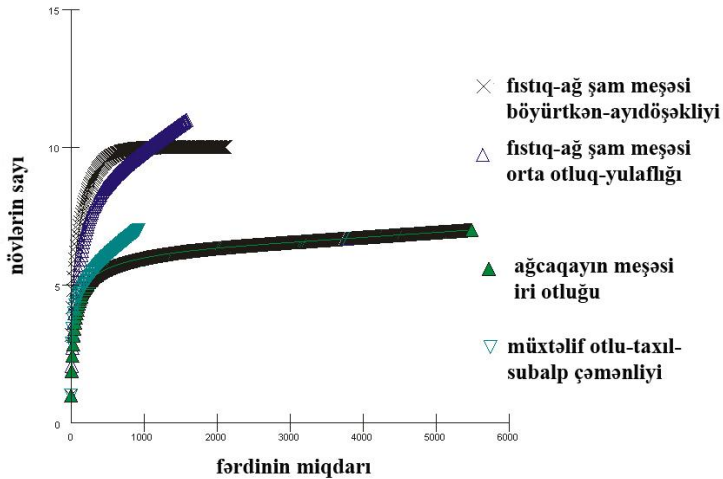 15
10
5
0
0
1000
2000
3000
4000
5000
6000
növlərin sayı
fərdinin miqdarı
fıstıq-ağ şam meşəsi
böyürtkən-ayıdöşəkliyi
fıstıq-ağ şam meşəsi
orta otluq-yulaflığı
ağcaqayın meşəsi
iri otluğu
müxtəlif otlu-taxıl-
subalp çəmənliyi